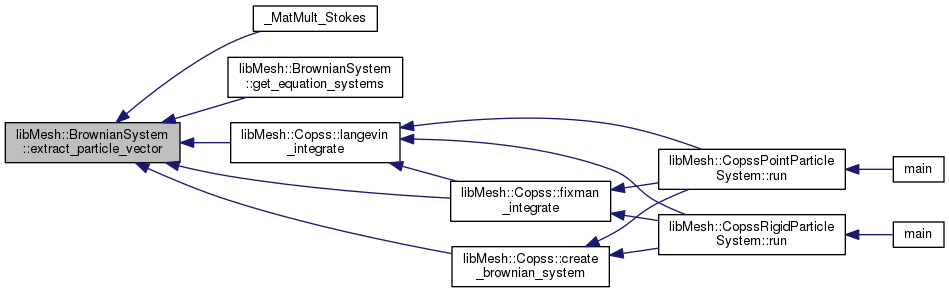 _MatMult_Stokes
libMesh::BrownianSystem
::get_equation_systems
libMesh::BrownianSystem
::extract_particle_vector
libMesh::Copss::langevin
_integrate
libMesh::CopssPointParticle
System::run
main
libMesh::Copss::fixman
_integrate
libMesh::CopssRigidParticle
System::run
main
libMesh::Copss::create
_brownian_system